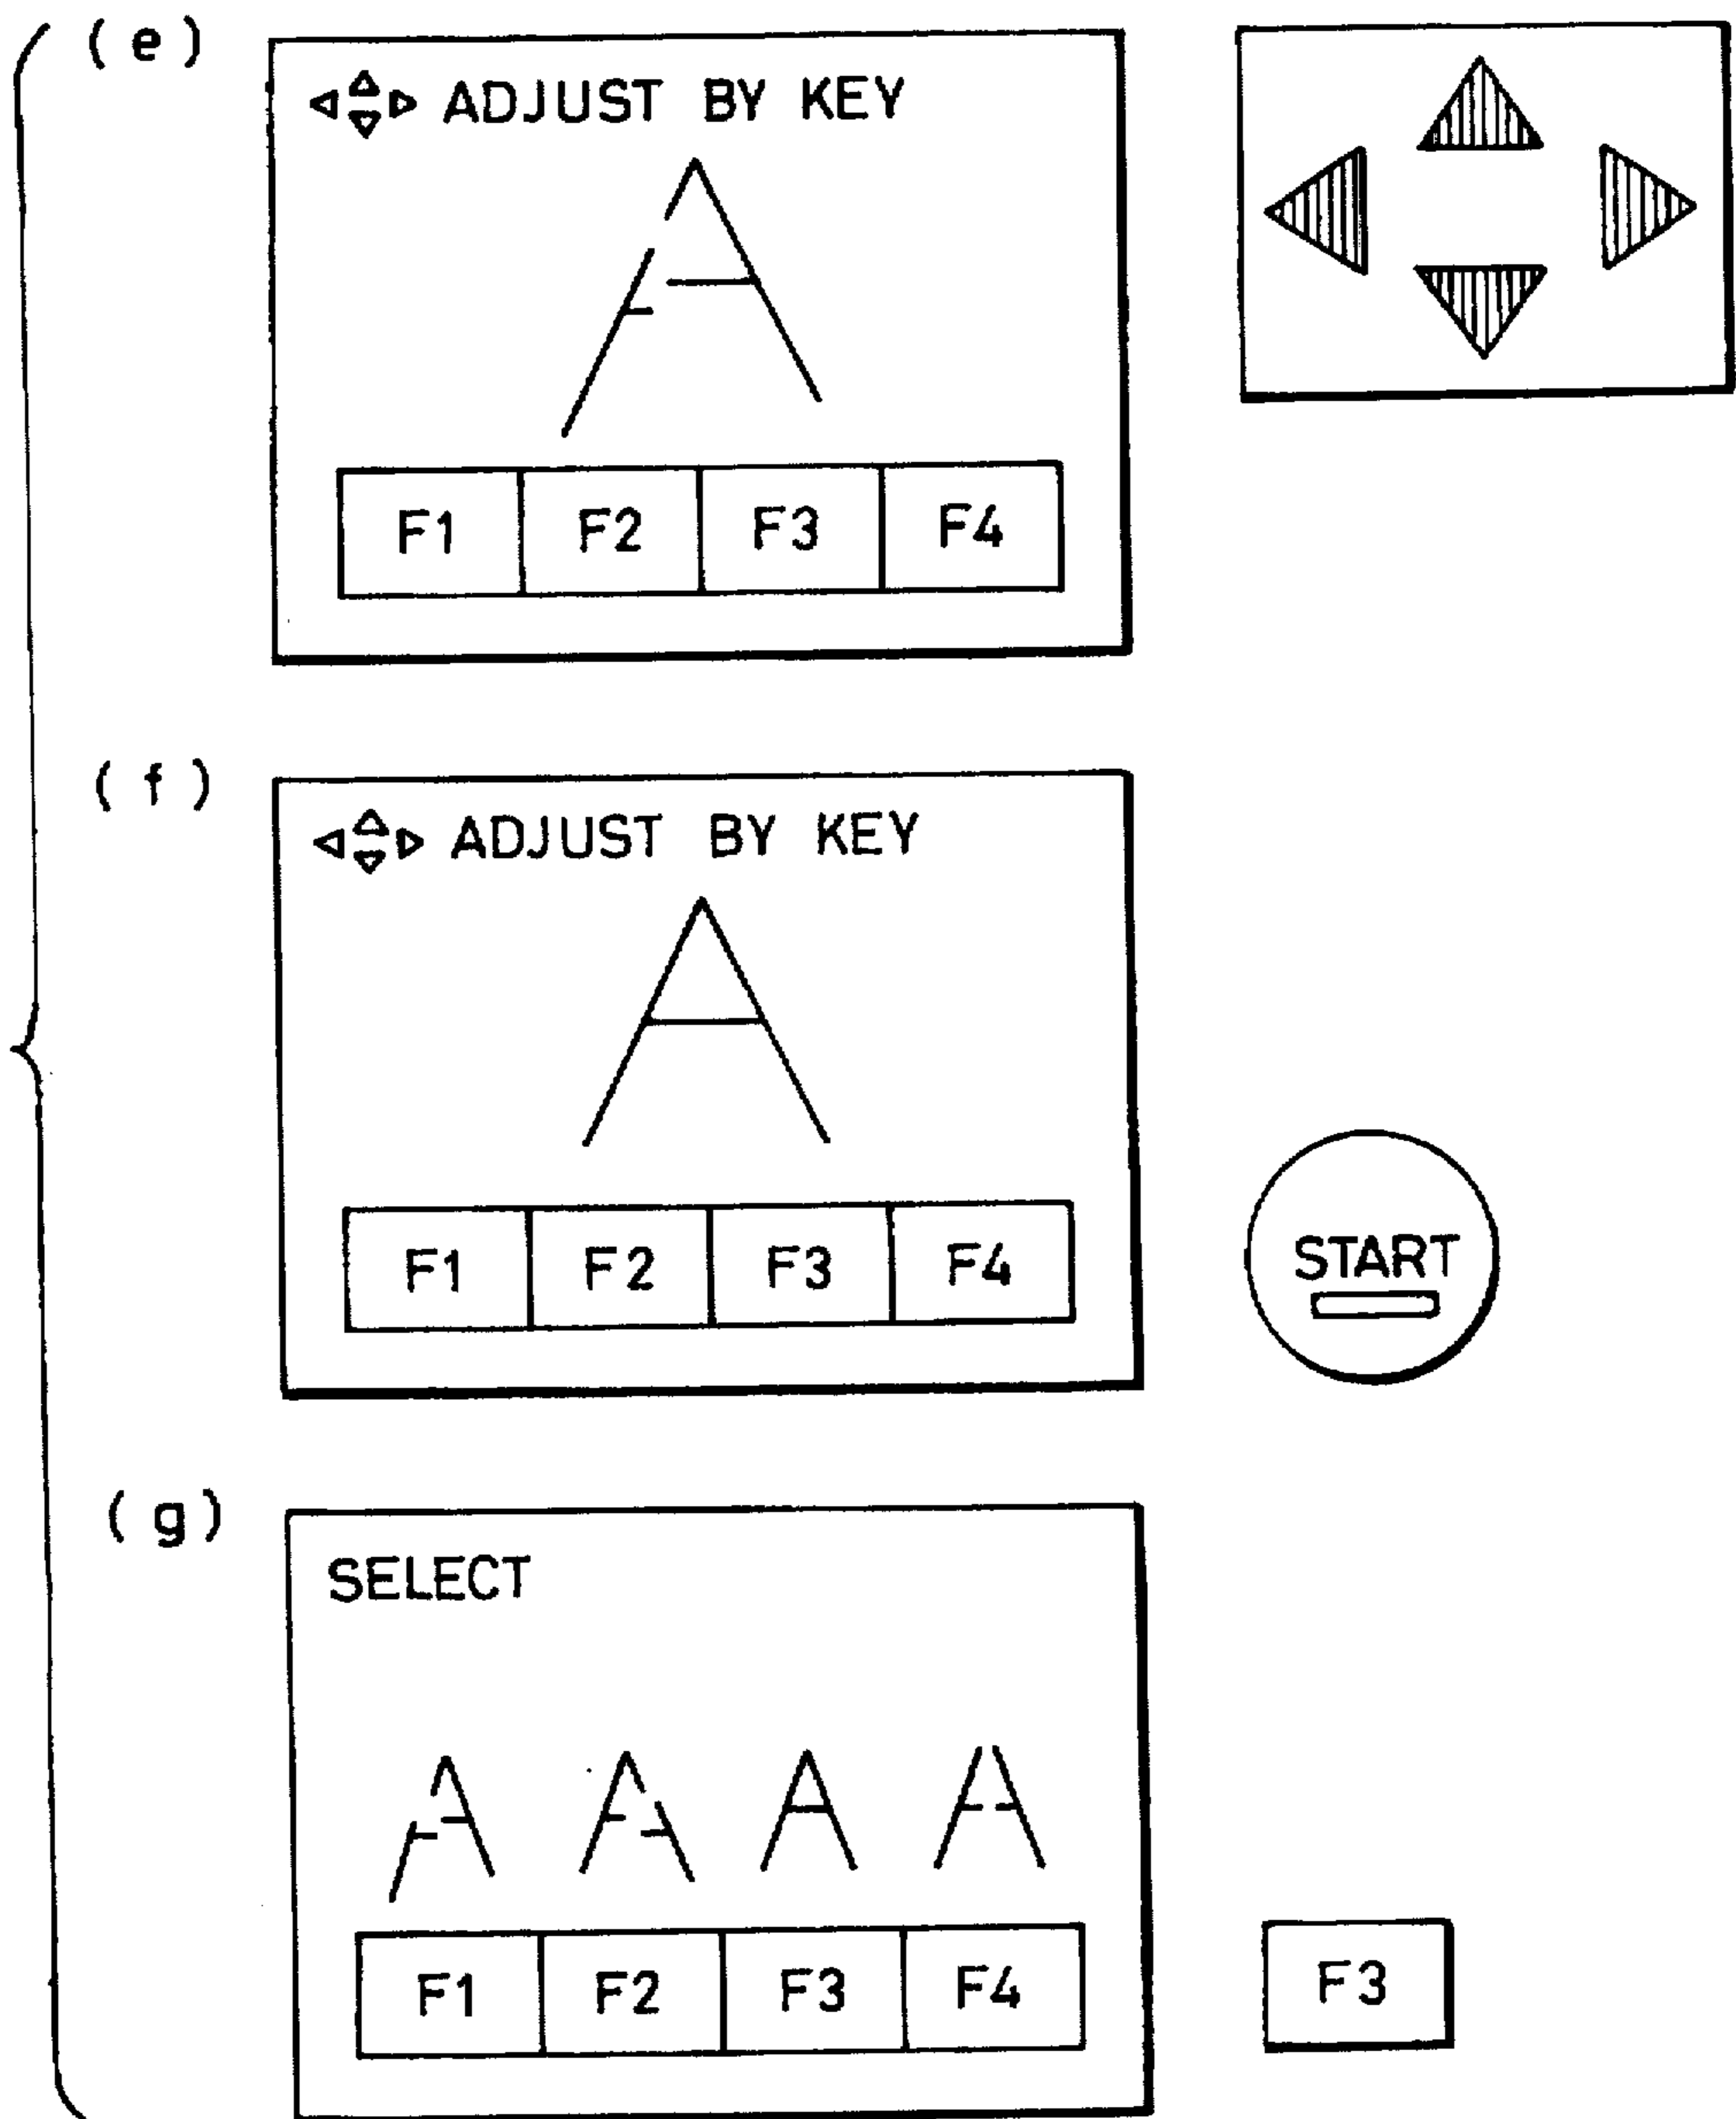 (e)
ADJUST BY KEY
A
F1 F2 F3 F4
(f)
ADJUST BY KEY
A
F1 F2 F3 F4
START
(g)
SELECT
A A A A
F1 F2 F3 F4
F3